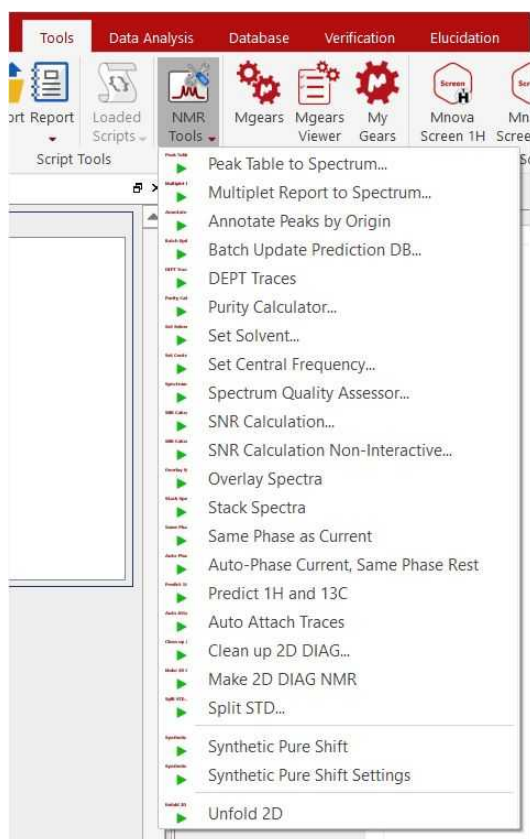 Tools Data Analysis Database Verification Elucidation
ort Report Loaded Scripts NMR Tools Mgears Mgears Viewer My Gears Mnova Screen 1H
Script Tools
Peak Table to Spectrum...
Multiplet Report to Spectrum...
Annotate Peaks by Origin
Batch Update Prediction DB...
DEPT Traces
Purity Calculator...
Set Solvent...
Set Central Frequency...
Spectrum Quality Assessor...
SNR Calculation...
SNR Calculation Non-Interactive...
Overlay Spectra
Stack Spectra
Same Phase as Current
Auto-Phase Current, Same Phase Rest
Predict 1H and 13C
Auto Attach Traces
Clean up 2D DIAG...
Make 2D DIAG NMR
Split STD...
Synthetic Pure Shift
Synthetic Pure Shift Settings
Unfold 2D